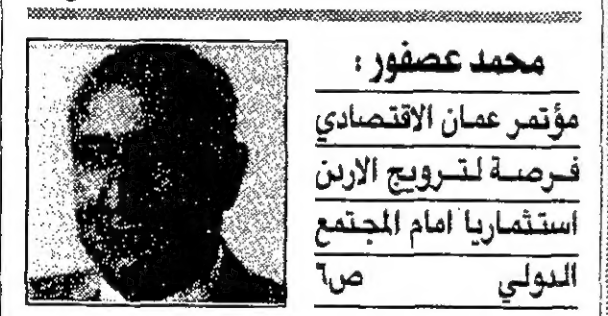 محمد عصفور :
مؤتمر عمان الاقتصادي
فرصة لترويج الاردن
استثماريا امام المجتمع
الدولي ص٦